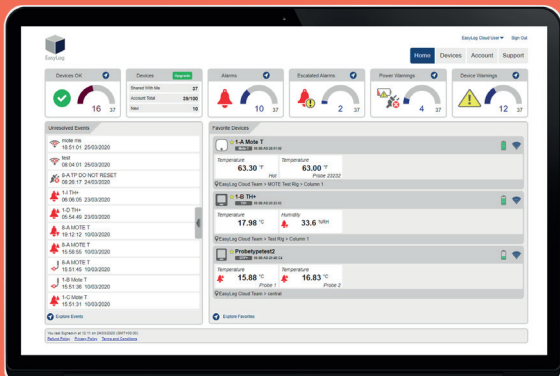 EasyLog Cloud User
Sign Out
EasyLog
Home Devices Account Support
Devices Off
16 37
Devices Upgrade
Shared With Me 37
Account Total 39/100
New 10
Alarms
10 37
Escalated Alarms
2 37
Power Warnings
4 37
Device Warnings
12 37
Unresolved Events
mote ms
16:51:01 25/03/2020
test
08:04:01 25/03/2020
8-A TP DO NOT RESET
08:26:17 24/03/2020
1-I TH+
06:06:05 23/03/2020
1-D TH+
05:54:49 23/03/2020
8-A MOTE T
19:12:12 10/03/2020
8-A MOTE T
15:58:55 10/03/2020
8-A MOTE T
15:51:45 10/03/2020
1-B Mote T
15:51:36 10/03/2020
1-C Mote T
15:51:31 10/03/2020
Explore Events
Favorite Devices
1-A Mote T
Temperature Temperature
63.30 °F 63.00 °F
Hot Probe 23232
EasyLog Cloud Team > MOTE Test Rig > Column 1
1-B TH+
Temperature Humidity
17.98 °C 33.6 %RH
EasyLog Cloud Team > Test Rig > Column 1
Probetypetest2
Temperature Temperature
15.88 °C 16.83 °C
Probe 1 Probe 2
EasyLog Cloud Team > central
Explore Favorites
Refund Policy Privacy Policy Terms and Conditions